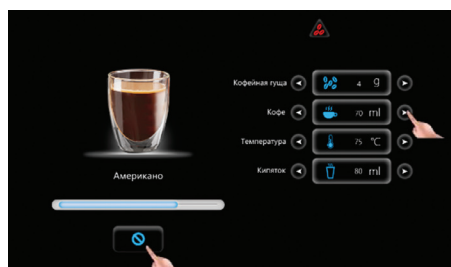 Кофейная гуща 4 g
Кофе 70 ml
Температура 75 °C
Кипяток 80 ml
Американо